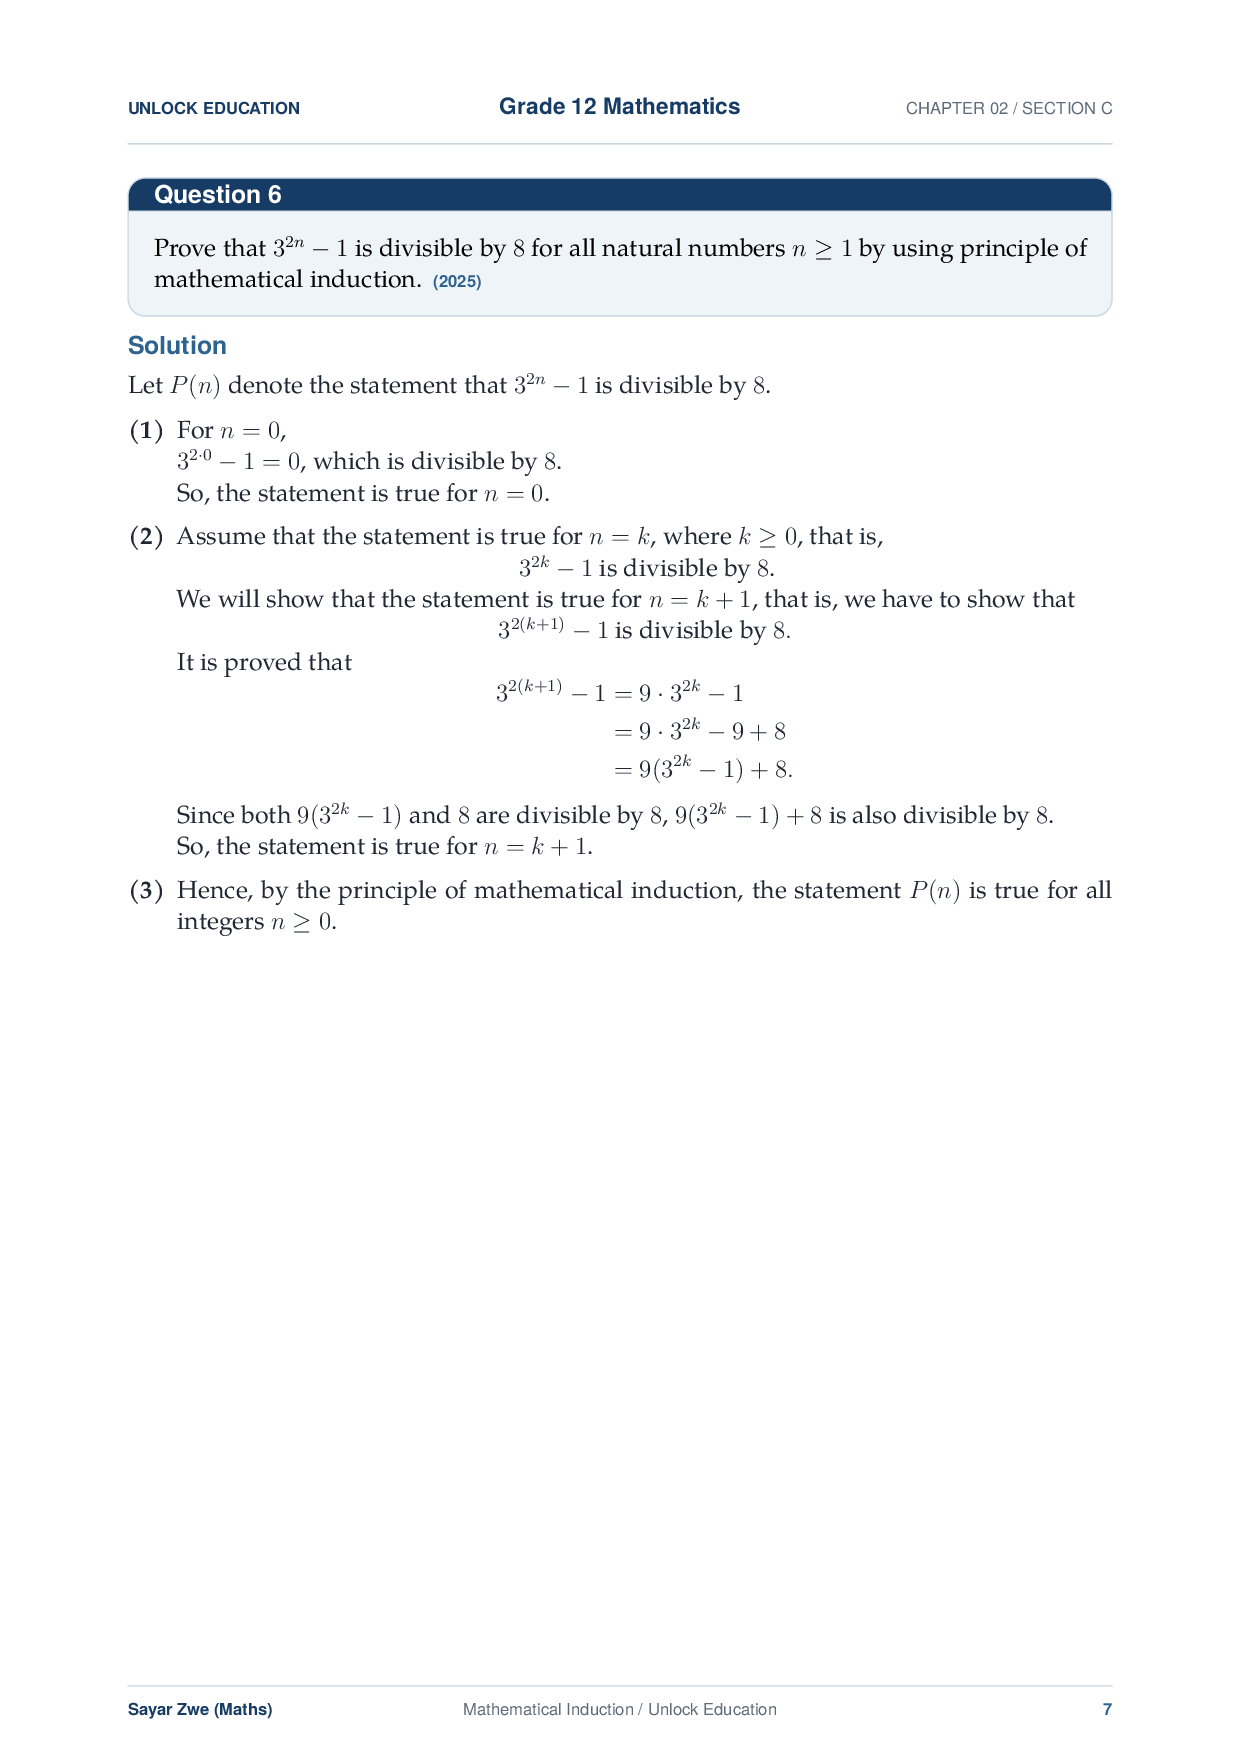 UNLOCK EDUCATION Grade 12 Mathematics CHAPTER 02 / SECTION C
Question 6
Prove that 3^{2n} − 1 is divisible by 8 for all natural numbers n ≥ 1 by using principle of
mathematical induction. (2025)
Solution
Let P(n) denote the statement that 3^{2n} − 1 is divisible by 8.
(1) For n = 0,
3^{2·0} − 1 = 0, which is divisible by 8.
So, the statement is true for n = 0.
(2) Assume that the statement is true for n = k, where k ≥ 0, that is,
3^{2k} − 1 is divisible by 8.
We will show that the statement is true for n = k + 1, that is, we have to show that
3^{2(k+1)} − 1 is divisible by 8.
It is proved that
3^{2(k+1)} − 1 = 9 · 3^{2k} − 1
= 9 · 3^{2k} − 9 + 8
= 9(3^{2k} − 1) + 8.
Since both 9(3^{2k} − 1) and 8 are divisible by 8, 9(3^{2k} − 1) + 8 is also divisible by 8.
So, the statement is true for n = k + 1.
(3) Hence, by the principle of mathematical induction, the statement P(n) is true for all
integers n ≥ 0.
Sayar Zwe (Maths) Mathematical Induction / Unlock Education 7